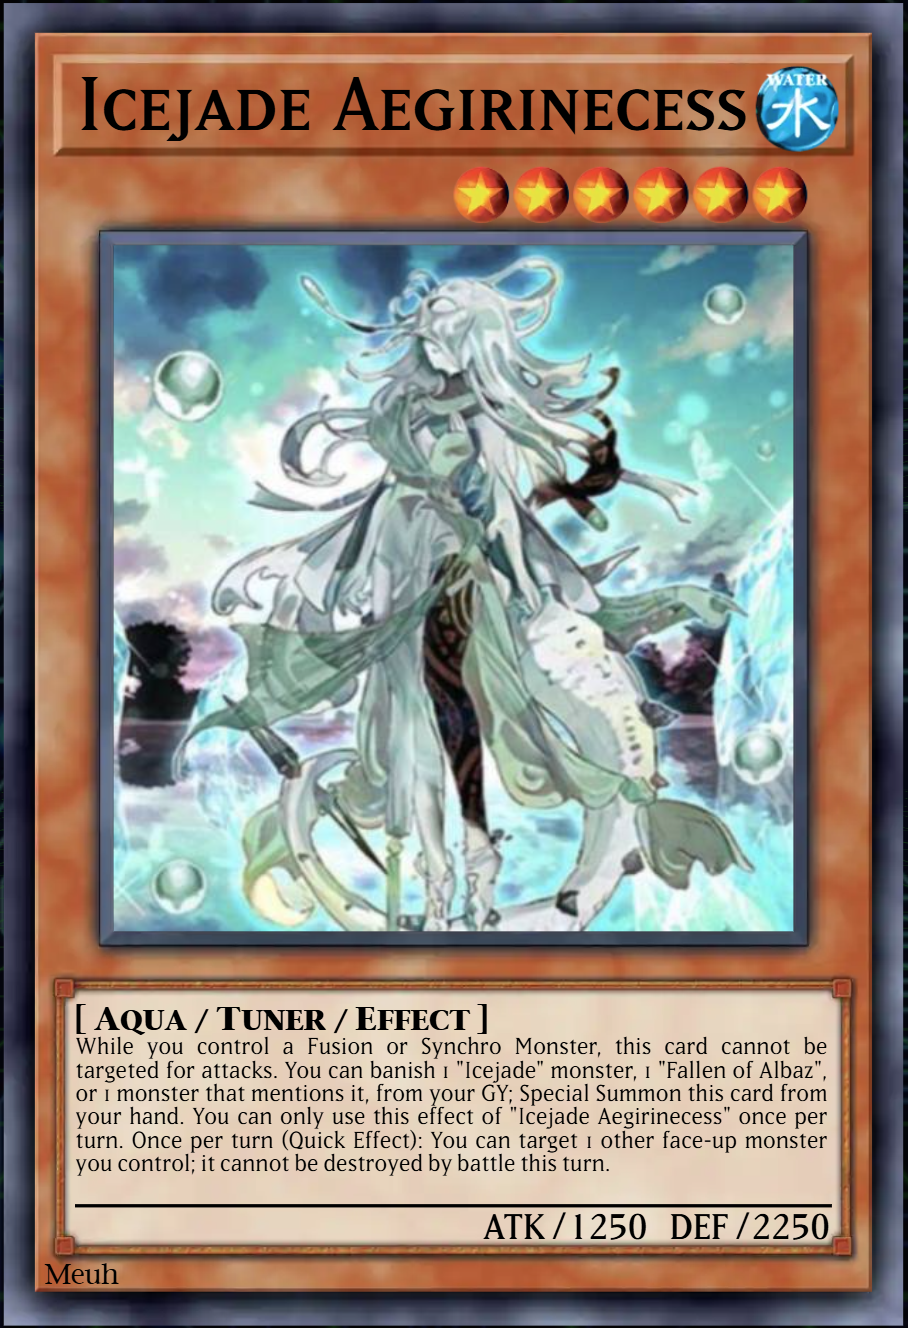 Icejade Aegirinecess
WATER
水
[ Aqua / Tuner / Effect ]
While you control a Fusion or Synchro Monster, this card cannot be
targeted for attacks. You can banish 1 "Icejade" monster, 1 "Fallen of Albaz",
or 1 monster that mentions it, from your GY; Special Summon this card from
your hand. You can only use this effect of "Icejade Aegirinecess" once per
turn. Once per turn (Quick Effect): You can target 1 other face-up monster
you control; it cannot be destroyed by battle this turn.
ATK/1250 DEF/2250
Meuh